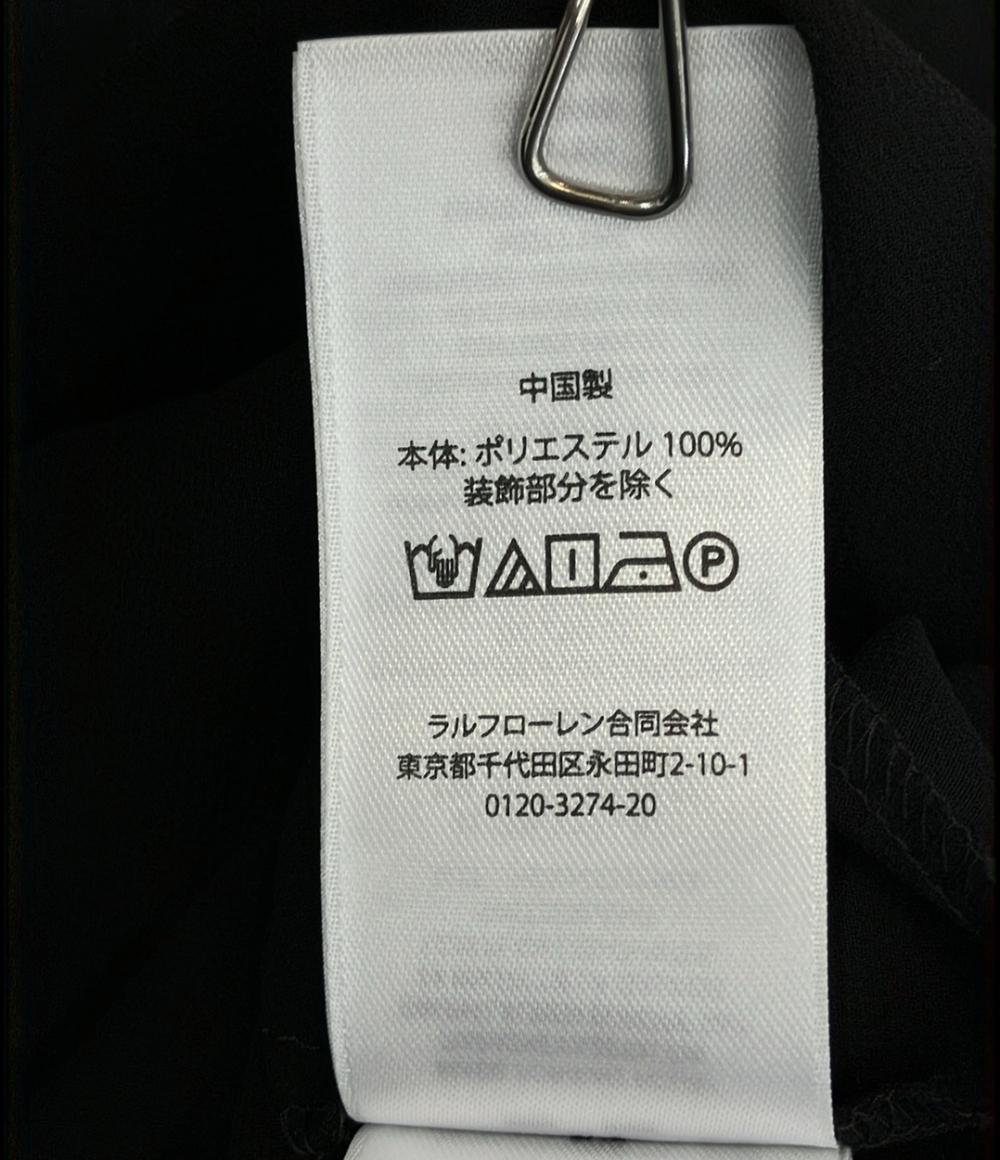 中国製
本体: ポリエステル 100%
装飾部分を除く
P
ラルフローレン合同会社
東京都千代田区永田町2-10-1
0120-3274-20